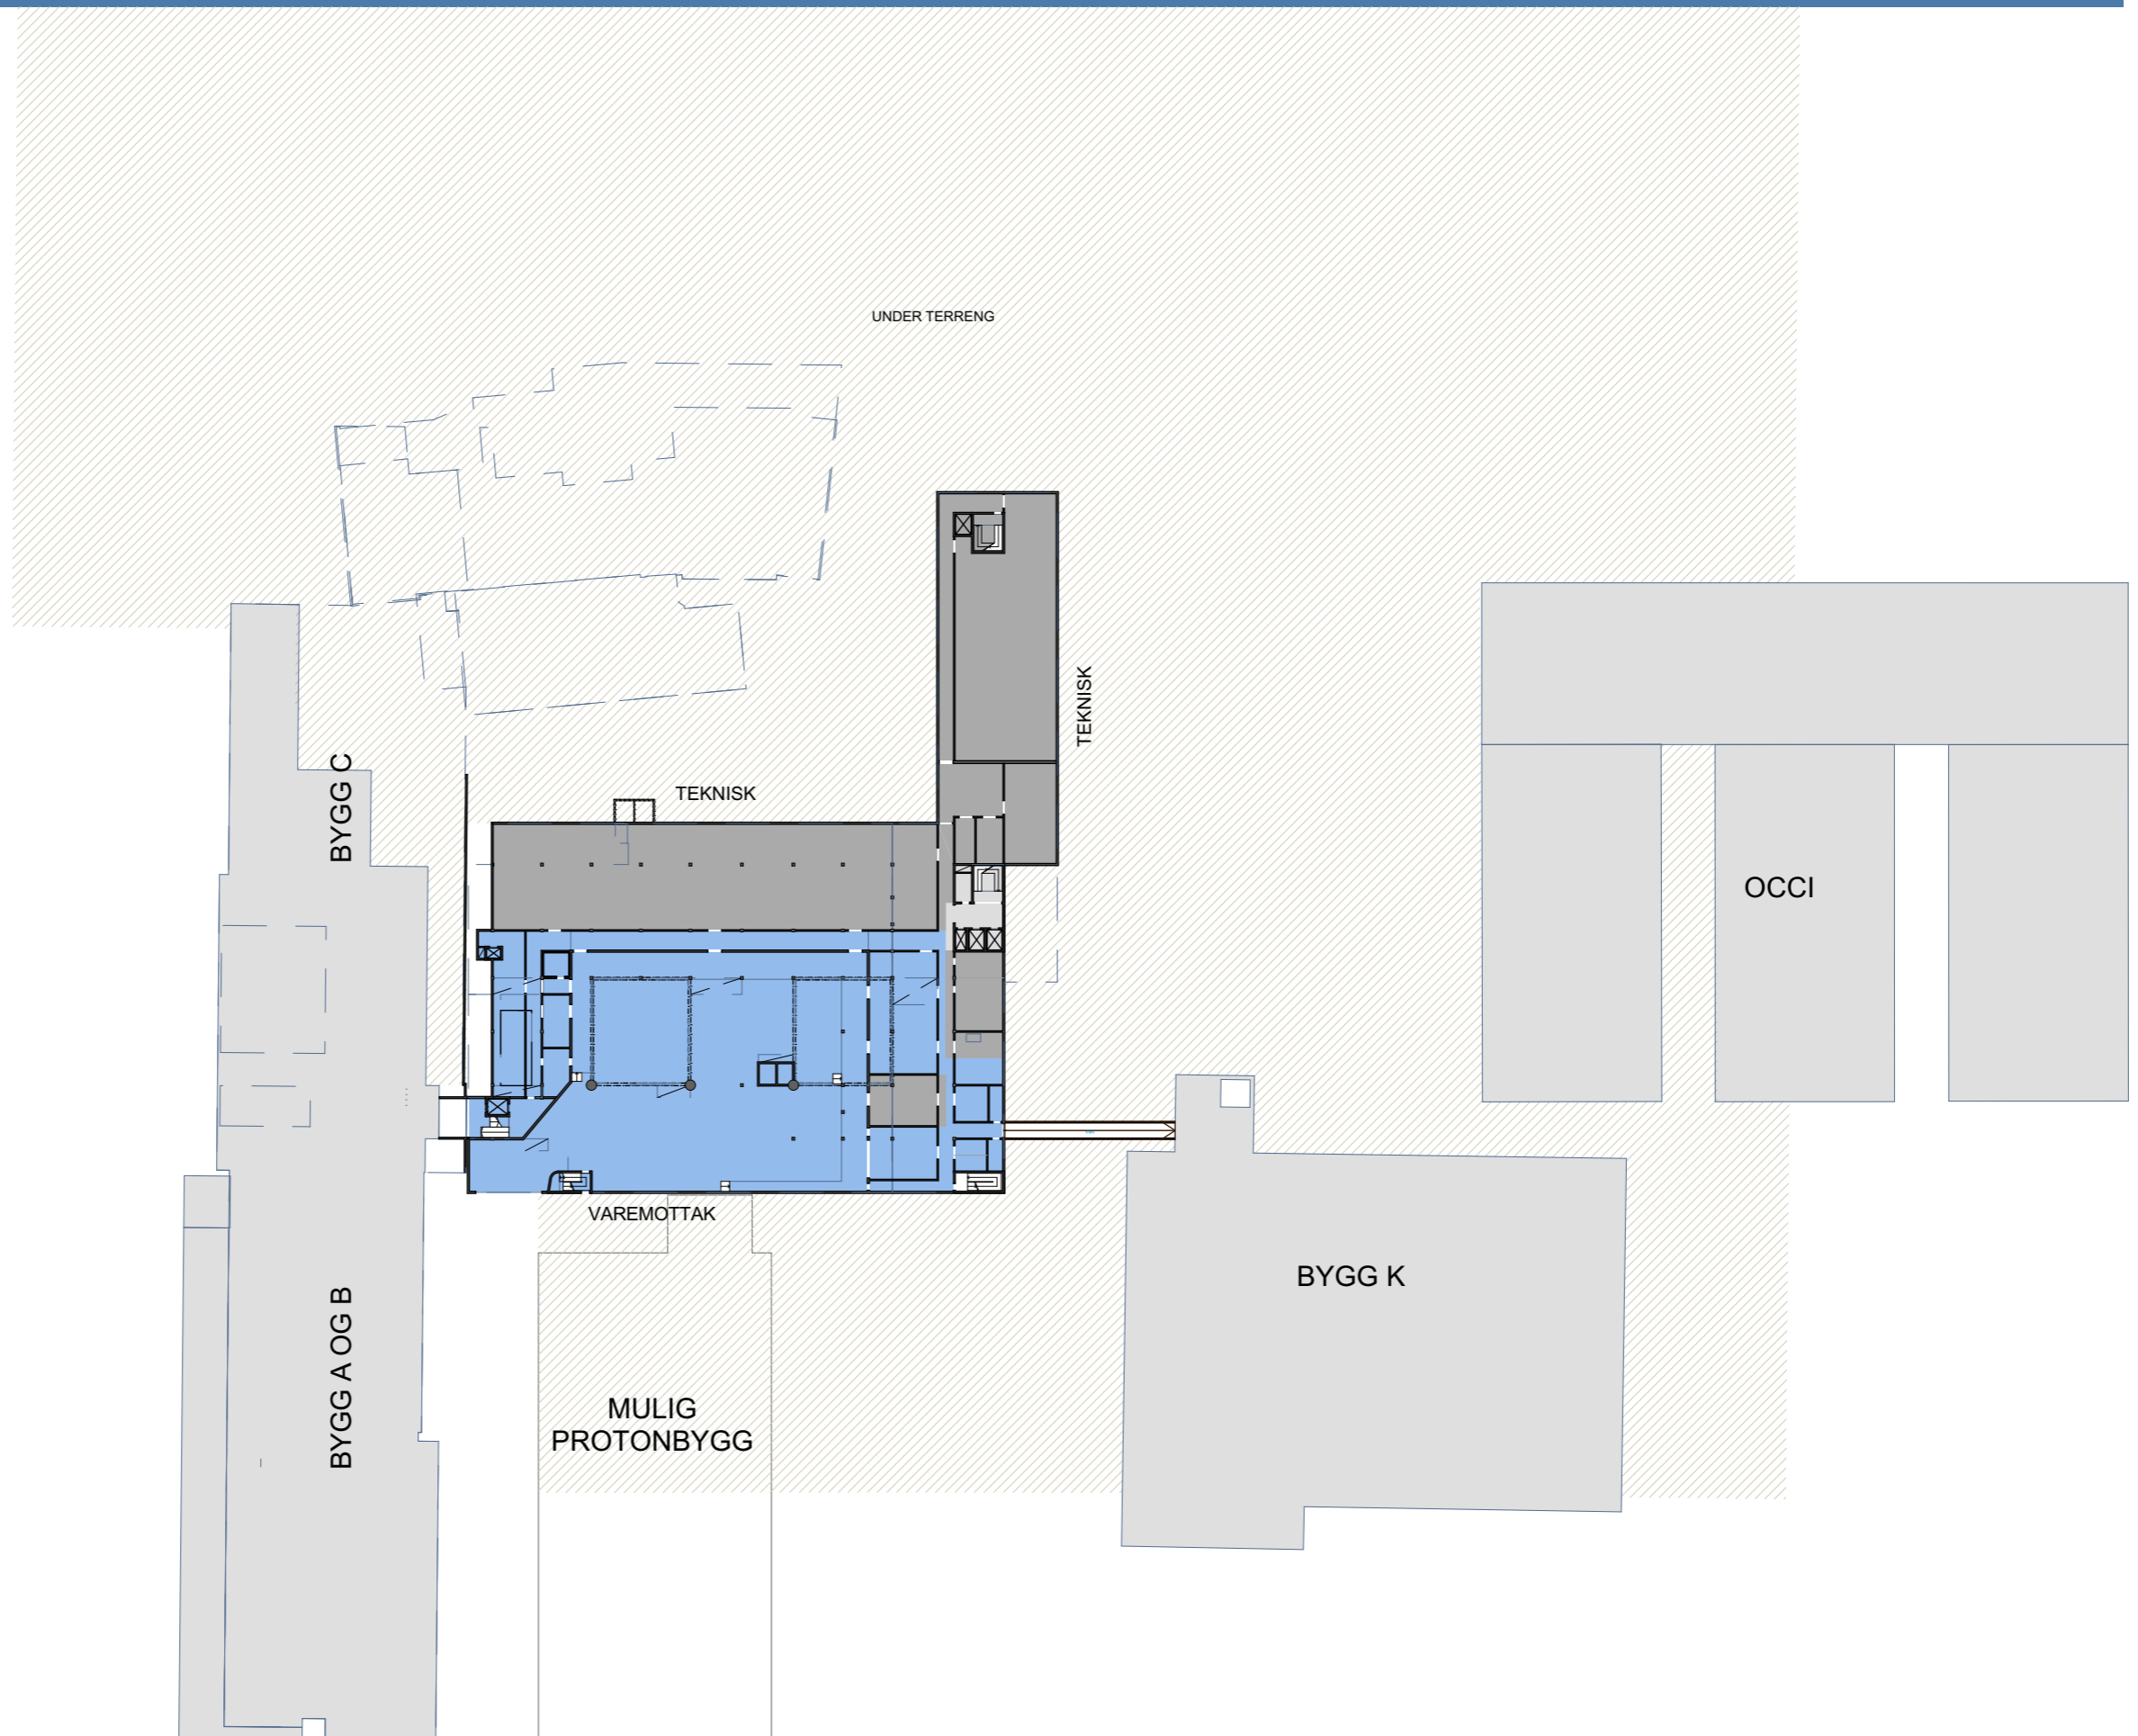 UNDER TERRENG
TEKNISK
BYGG C
TEKNISK
OCCI
VAREMOTTAK
BYGG K
BYGG A OG B
MULIG
PROTONBYGG